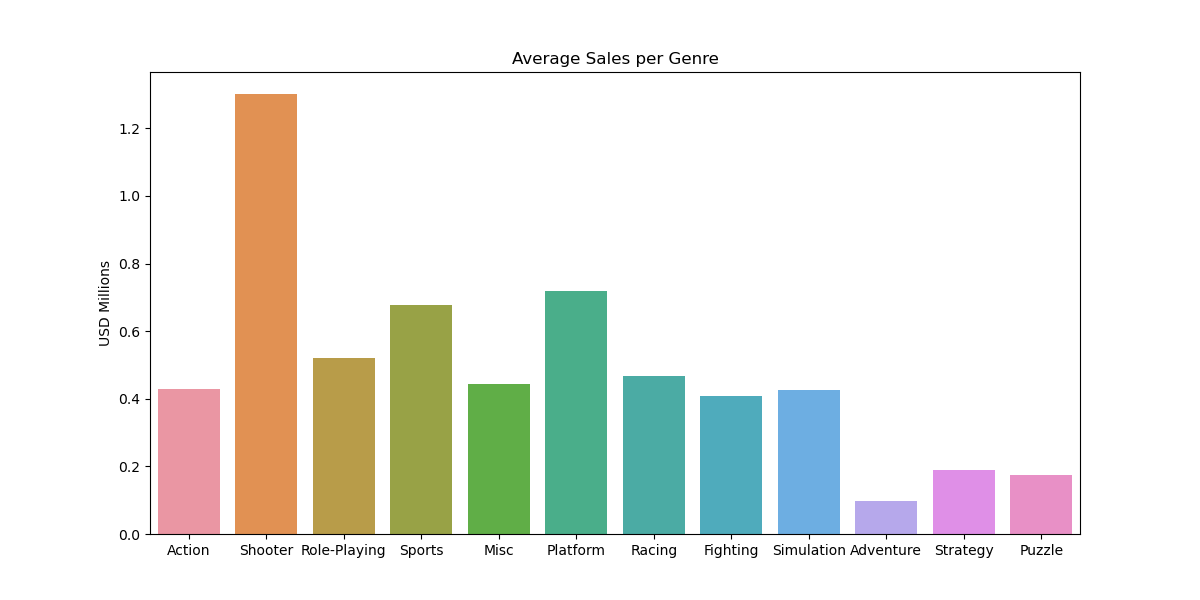 Average Sales per Genre
USD Millions
1.2
1.0
0.8
0.6
0.4
0.2
0.0
Action Shooter Role-Playing Sports Misc Platform Racing Fighting Simulation Adventure Strategy Puzzle